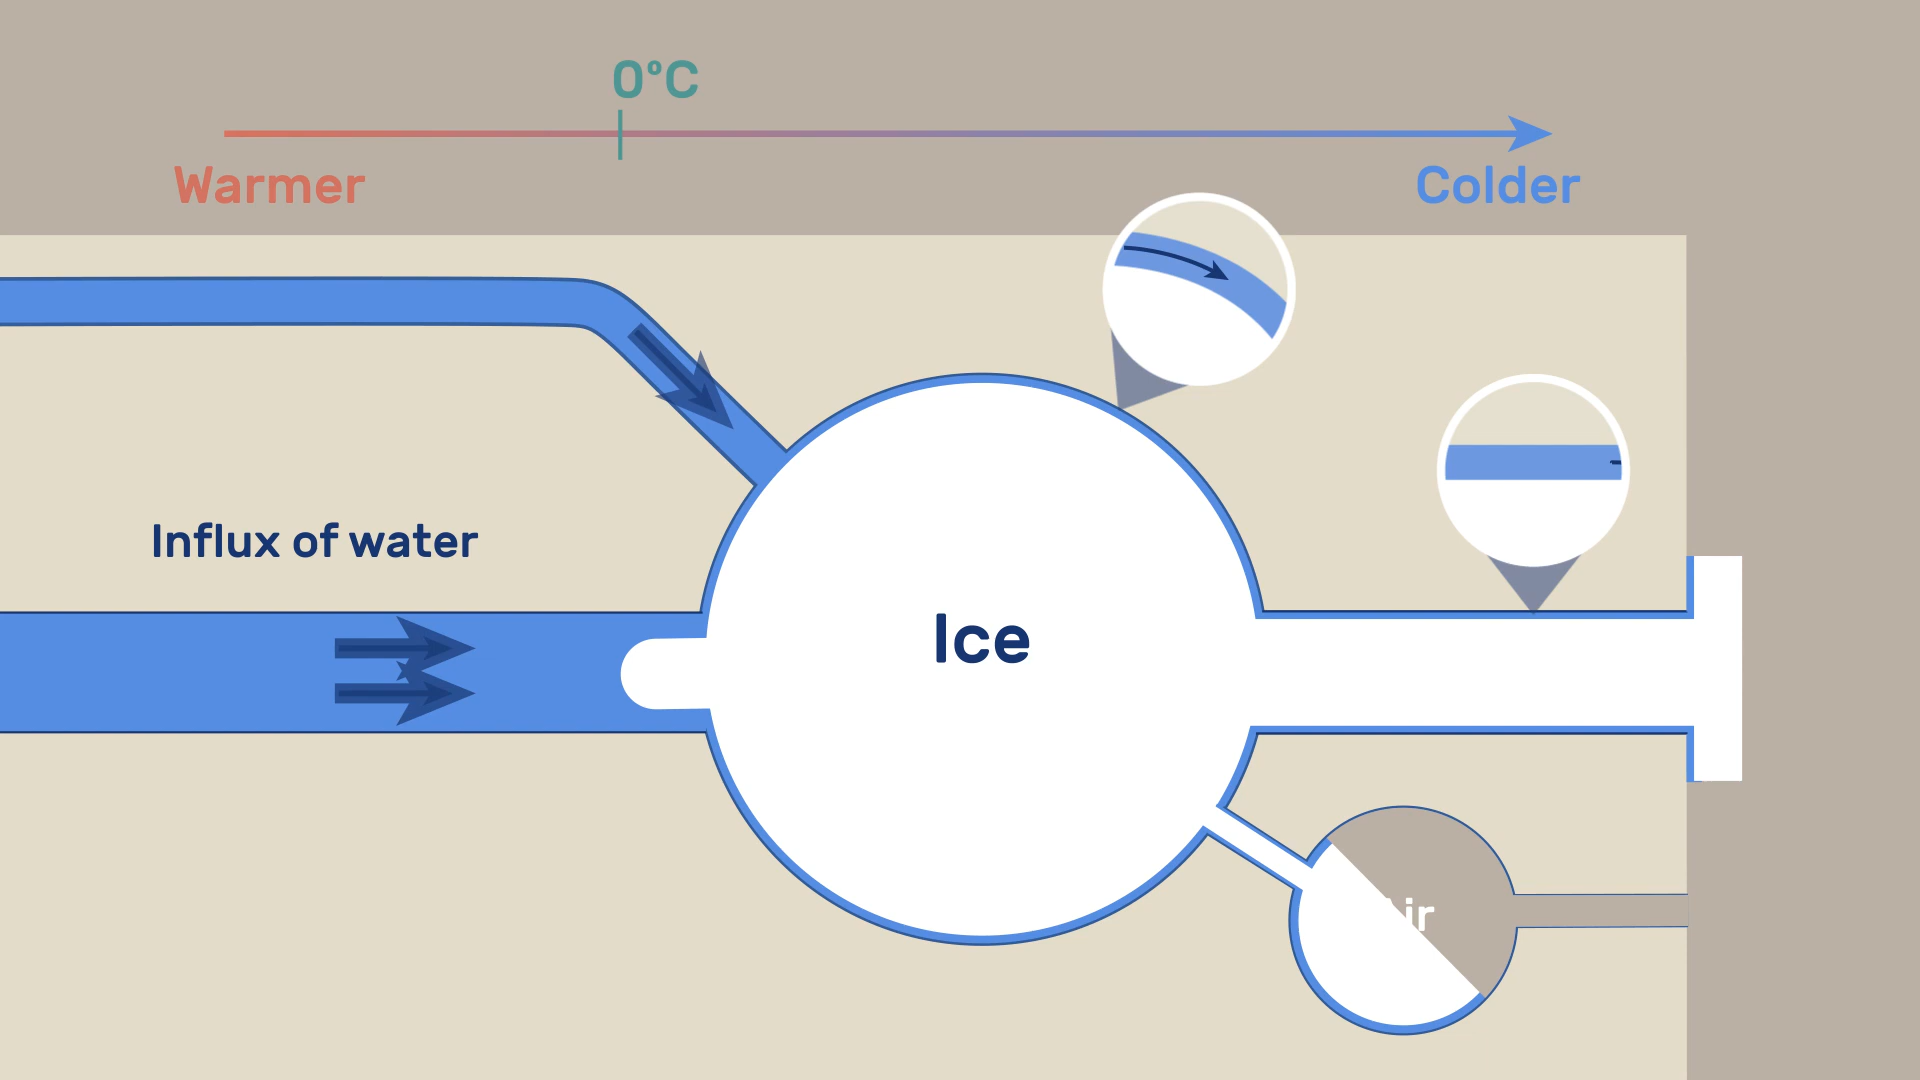 0°C
Warmer
Colder
Influx of water
Ice